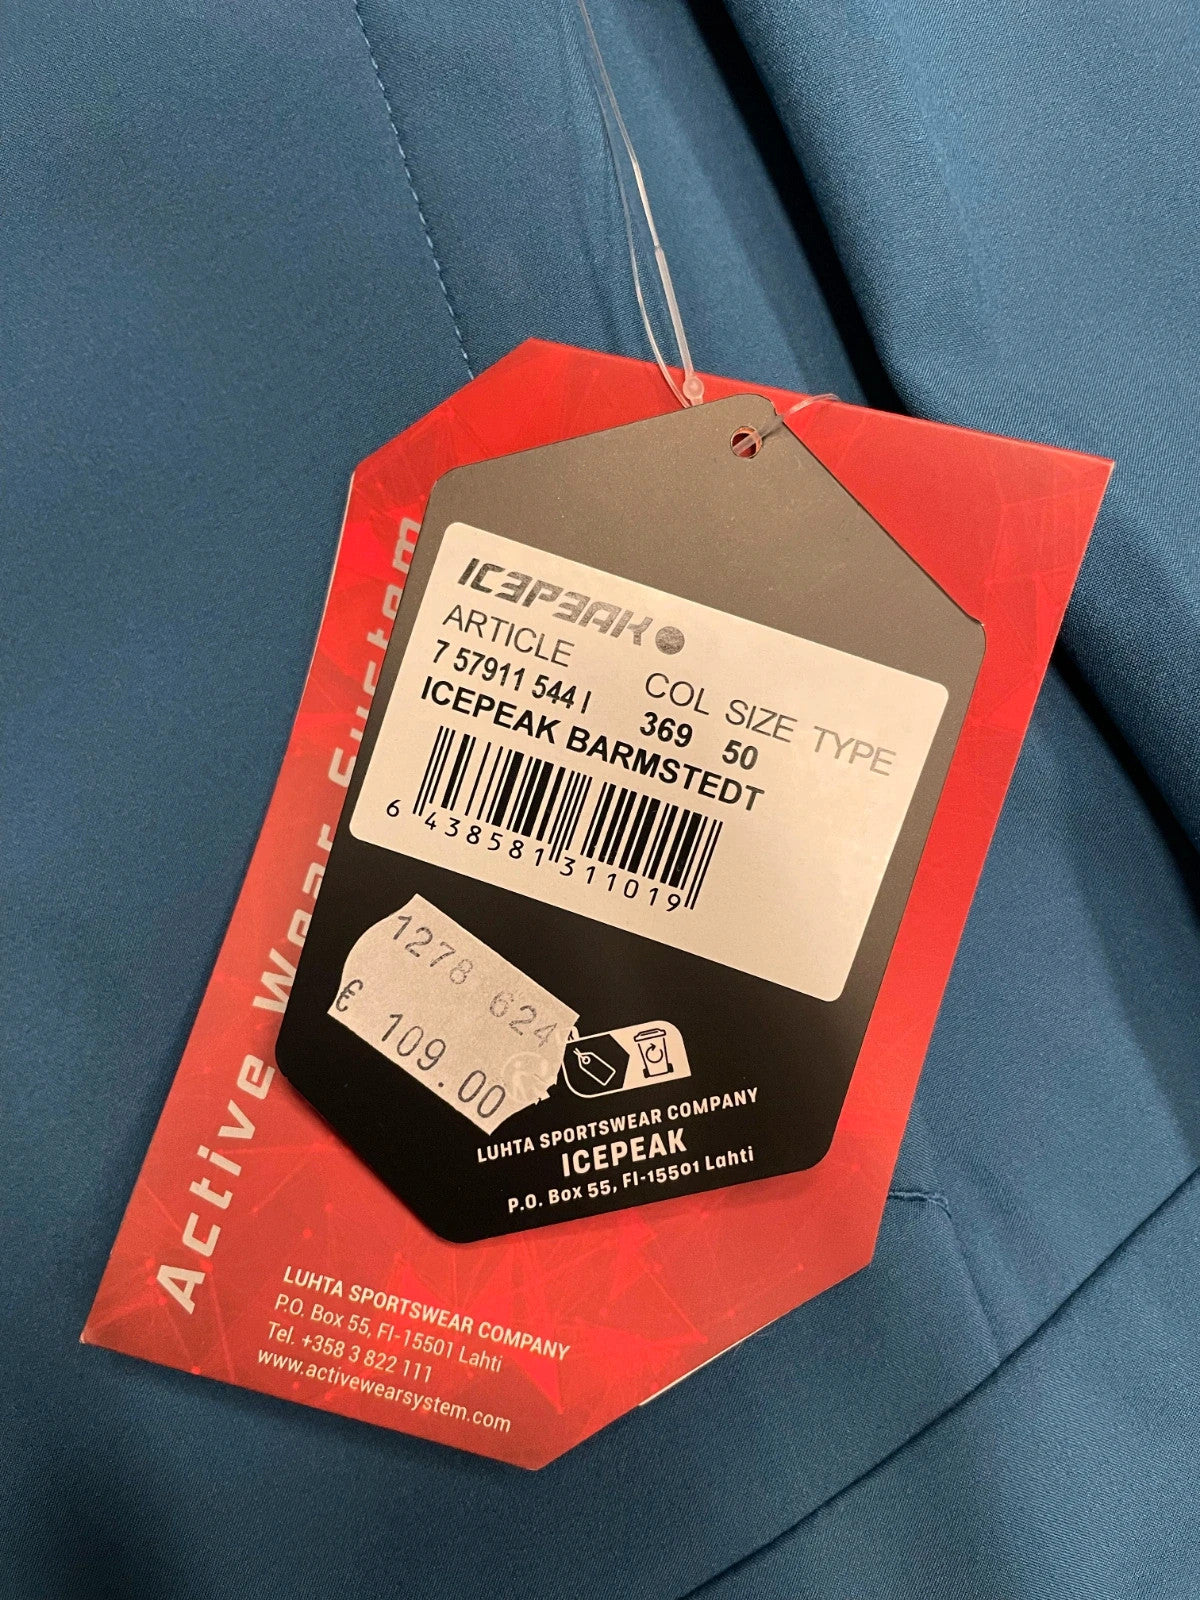 ICEPEAK
ARTICLE COL SIZE TYPE
7 57911 544 I 369 50
ICEPEAK BARMSTEDT
6 438581 311019
1278 624
€ 109.00
LUHTA SPORTSWEAR COMPANY
ICEPEAK
P.O. Box 55, FI-15501 Lahti
Active Wear System
LUHTA SPORTSWEAR COMPANY
P.O. Box 55, FI-15501 Lahti
Tel. +358 3 822 111
www.activewearsystem.com